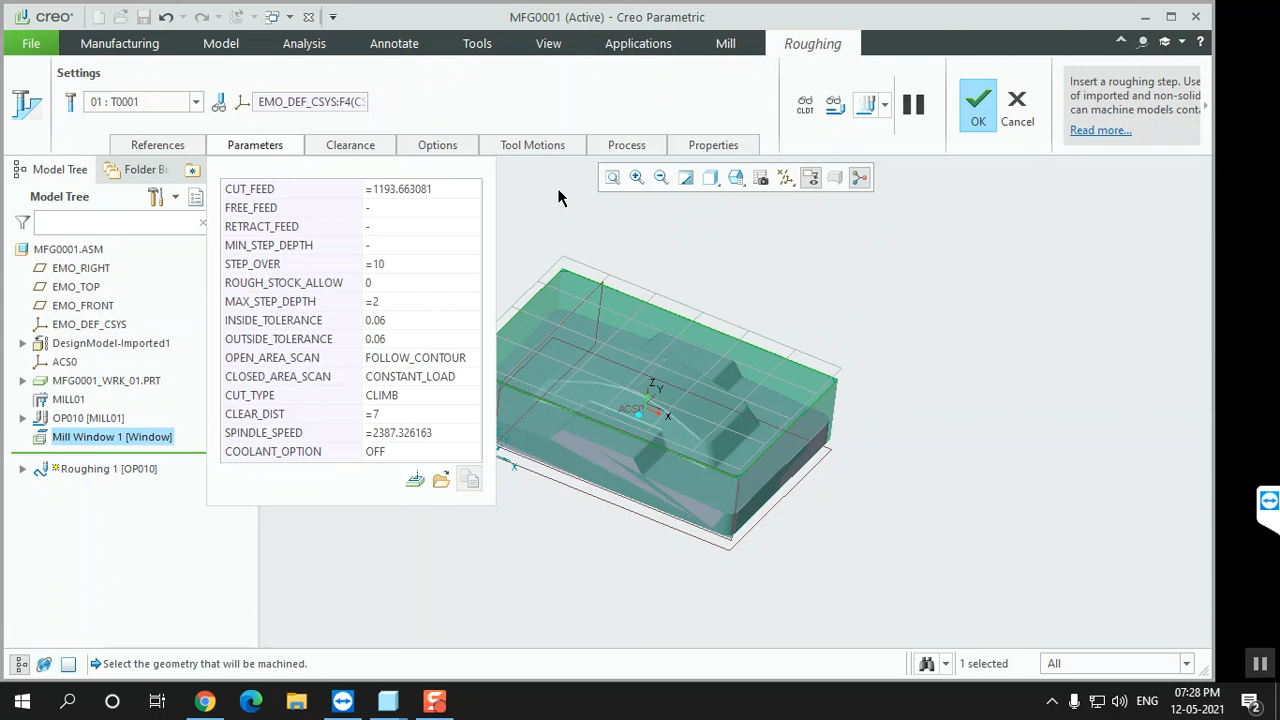 creo
MFG0001 (Active) - Creo Parametric
File
Manufacturing
Model
Analysis
Annotate
Tools
View
Applications
Mill
Roughing
Settings
01 : T0001
EMO_DEF_CSYS:F4(CS
CLDT
OK
Cancel
Insert a roughing step. Use
of imported and non-solid
can machine models conta
Read more...
References
Parameters
Clearance
Options
Tool Motions
Process
Properties
Model Tree
Folder B
Model Tree
MFG0001.ASM
EMO_RIGHT
EMO_TOP
EMO_FRONT
EMO_DEF_CSYS
DesignModel-Imported1
ACS0
MFG0001_WRK_01.PRT
MILL01
OP010 [MILL01]
Mill Window 1 [Window]
Roughing 1 [OP010]
CUT_FEED =1193.663081
FREE_FEED -
RETRACT_FEED -
MIN_STEP_DEPTH -
STEP_OVER =10
ROUGH_STOCK_ALLOW 0
MAX_STEP_DEPTH =2
INSIDE_TOLERANCE 0.06
OUTSIDE_TOLERANCE 0.06
OPEN_AREA_SCAN FOLLOW_CONTOUR
CLOSED_AREA_SCAN CONSTANT_LOAD
CUT_TYPE CLIMB
CLEAR_DIST =7
SPINDLE_SPEED =2387.326163
COOLANT_OPTION OFF
Z
Y
ACS0
X
X
Select the geometry that will be machined.
1 selected
All
ENG
07:28 PM
12-05-2021
2